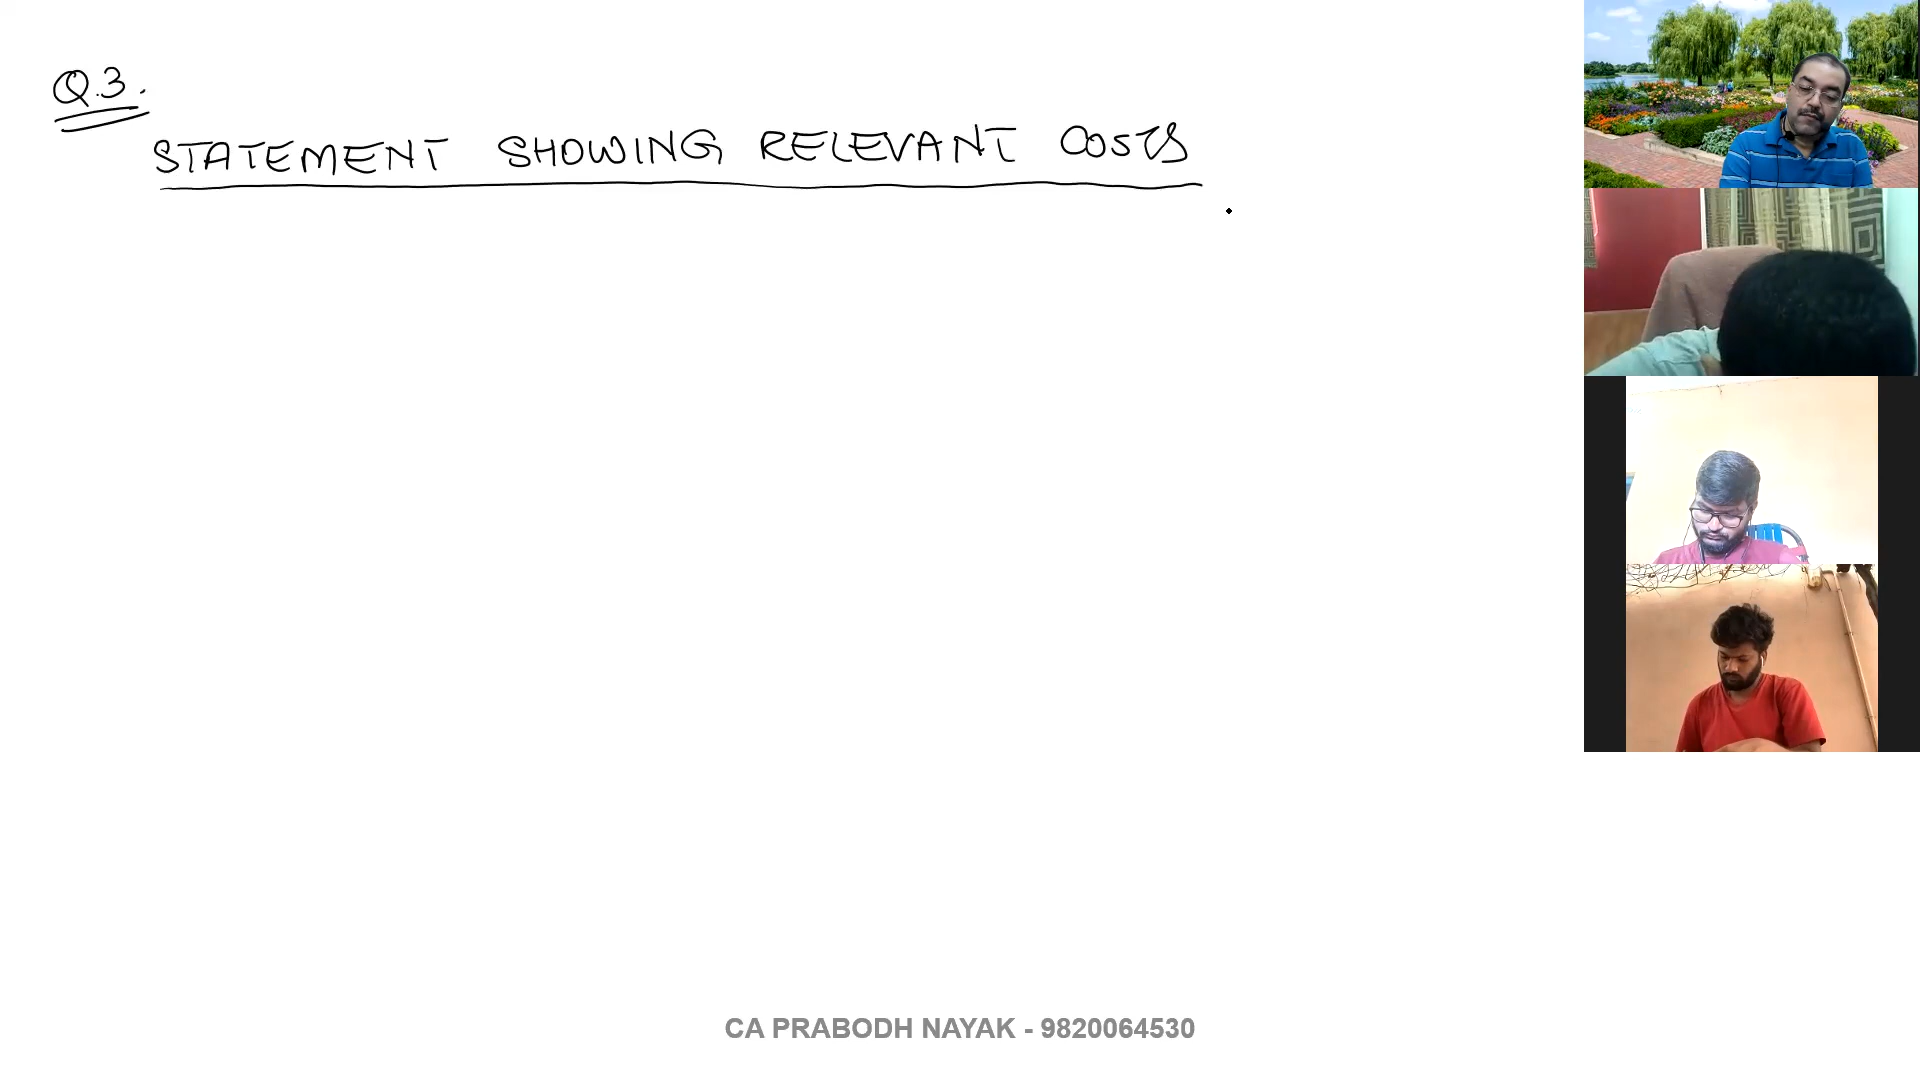 Q.3.
STATEMENT SHOWING RELEVANT COSTS
CA PRABODH NAYAK - 9820064530